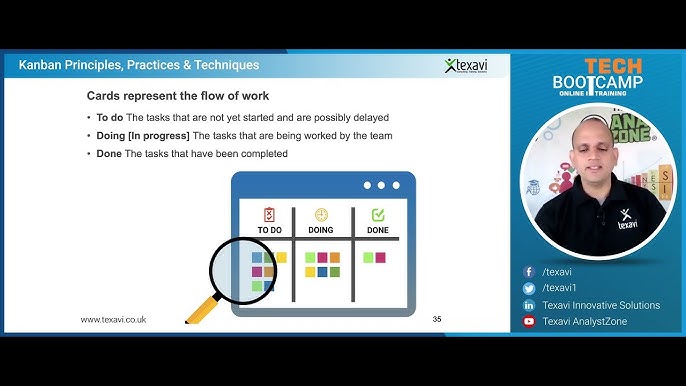 Kanban Principles, Practices & Techniques
texavi
Cards represent the flow of work
• To do The tasks that are not yet started and are possibly delayed
• Doing [In progress] The tasks that are being worked by the team
• Done The tasks that have been completed
TO DO
DOING
DONE
www.texavi.co.uk
35
TECH
BOOTCAMP
ONLINE TRAINING
ZONE
texavi
/texavi
/texavi1
Texavi Innovative Solutions
Texavi AnalystZone